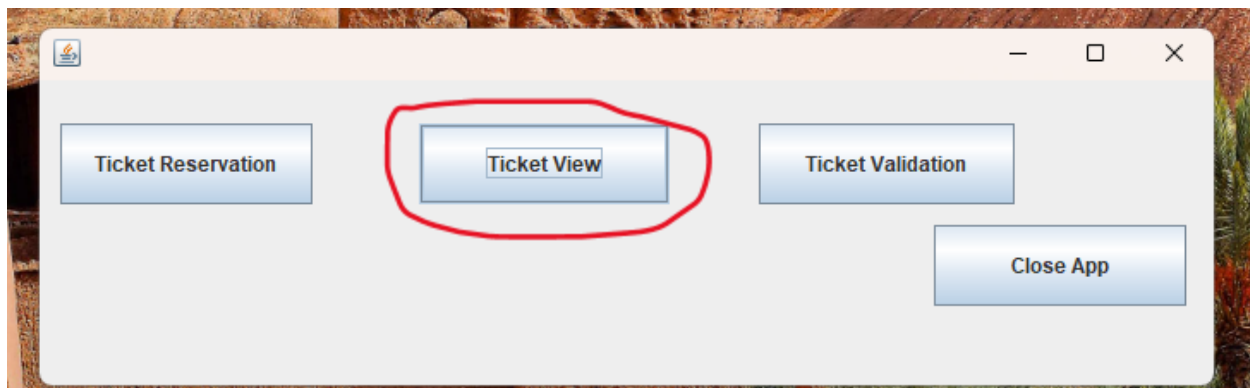 Ticket Reservation
Ticket View
Ticket Validation
Close App